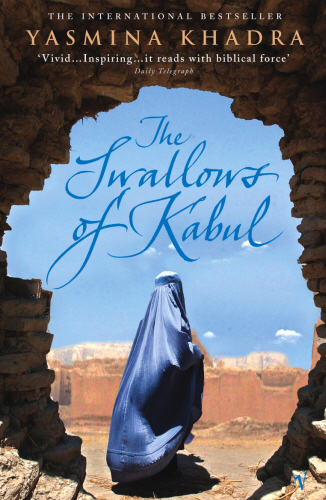 THE INTERNATIONAL BESTSELLER
YASMINA KHADRA
‘Vivid...Inspiring...it reads with biblical force’
Daily Telegraph
The
Swallows
of Kabul
V